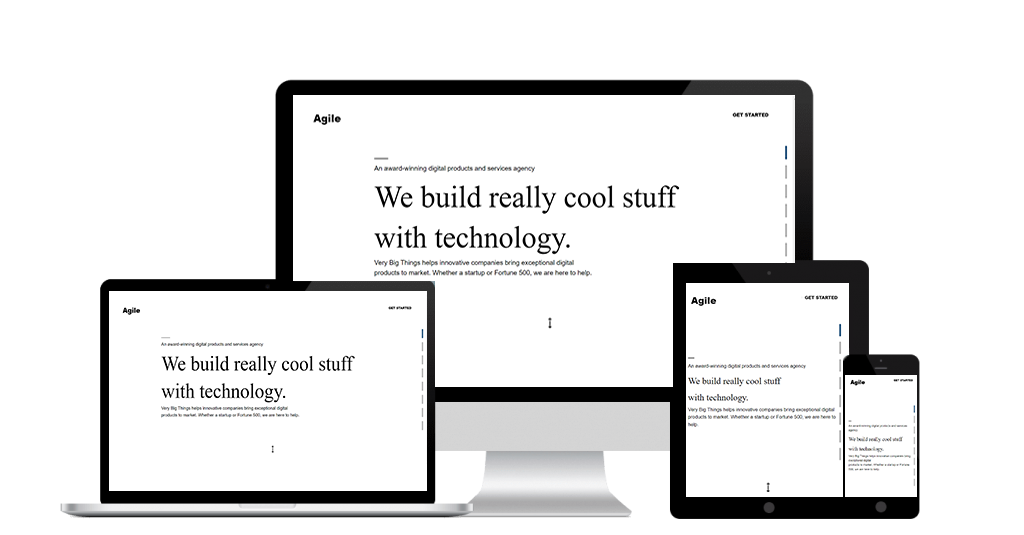 Agile
GET STARTED
An award-winning digital products and services agency
We build really cool stuff
with technology.
Very Big Things helps innovative companies bring exceptional digital
products to market. Whether a startup or Fortune 500, we are here to help.
Agile
GET STARTED
An award-winning digital products and services agency
We build really cool stuff
with technology.
Very Big Things helps innovative companies bring exceptional digital
products to market. Whether a startup or Fortune 500, we are here to help.
Agile
GET STARTED
An award-winning digital products and services agency
We build really cool stuff
with technology.
Very Big Things helps innovative companies bring exceptional digital
products to market. Whether a startup or Fortune 500, we are here to
help.
Agile
GET STARTED
An award-winning digital products and services
agency
We build really cool stuff
with technology.
Very Big Things helps innovative companies bring
exceptional digital
products to market. Whether a startup or Fortune
500, we are here to help.